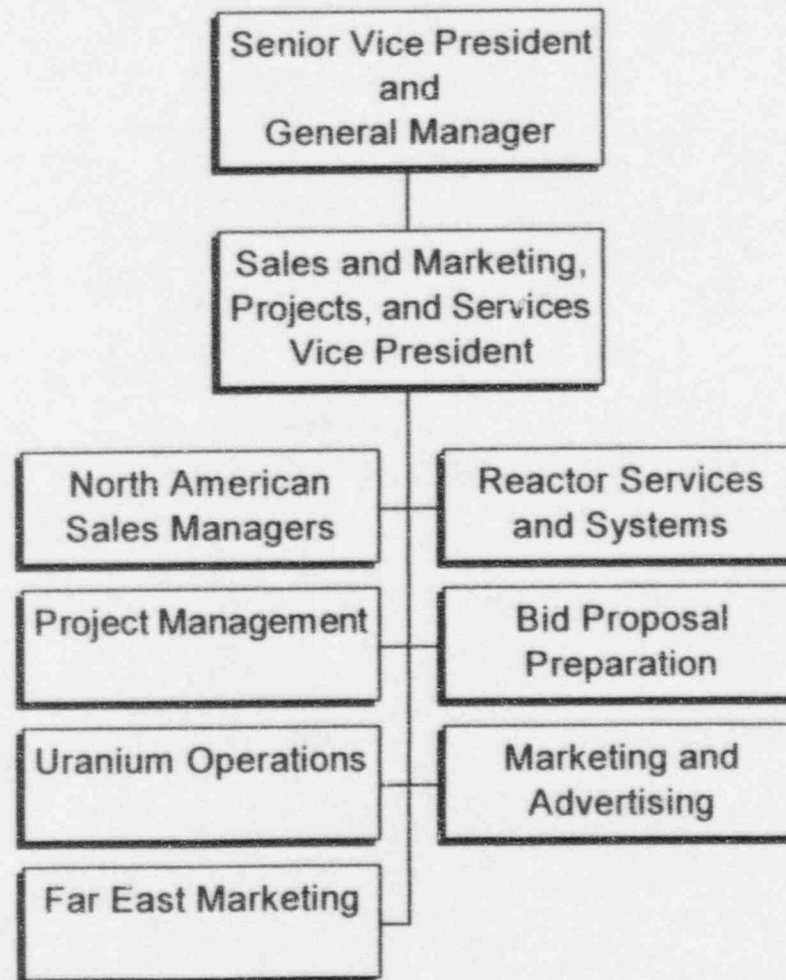 Senior Vice President
and
General Manager
Sales and Marketing,
Projects, and Services
Vice President
North American
Sales Managers
Reactor Services
and Systems
Project Management
Bid Proposal
Preparation
Uranium Operations
Marketing and
Advertising
Far East Marketing